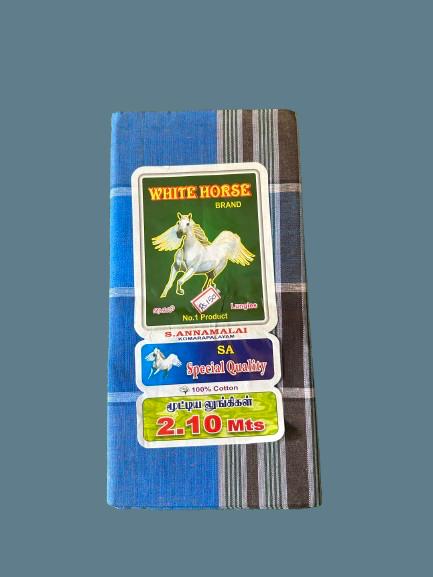 WHITE HORSE
BRAND
Lungies
No.1 Product
S.ANNAMALAI
KOMARAPALAYAM
SA
Special Quality
100% Cotton
மூட்டிய லுங்கிகள்
2.10 Mts